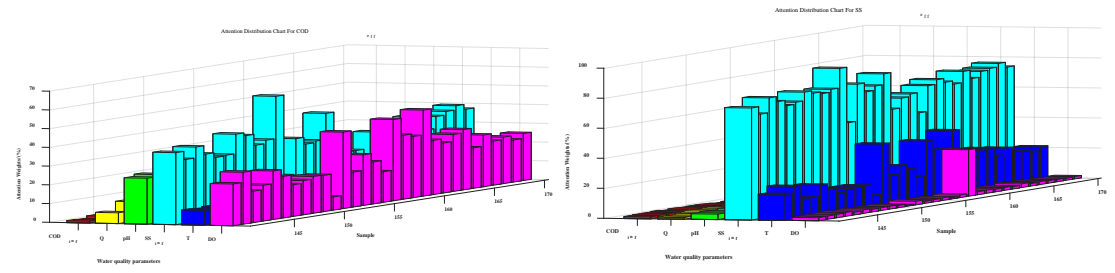 Attention Distribution Chart For COD
Attention Weights (%)
70
60
50
40
30
20
10
0
COD
Q
pH
SS
T
DO
Water quality parameters
145
150
155
160
165
170
Sample
Attention Distribution Chart For SS
Attention Weights (%)
100
80
60
40
20
0
COD
Q
pH
SS
T
DO
Water quality parameters
145
150
155
160
165
170
Sample